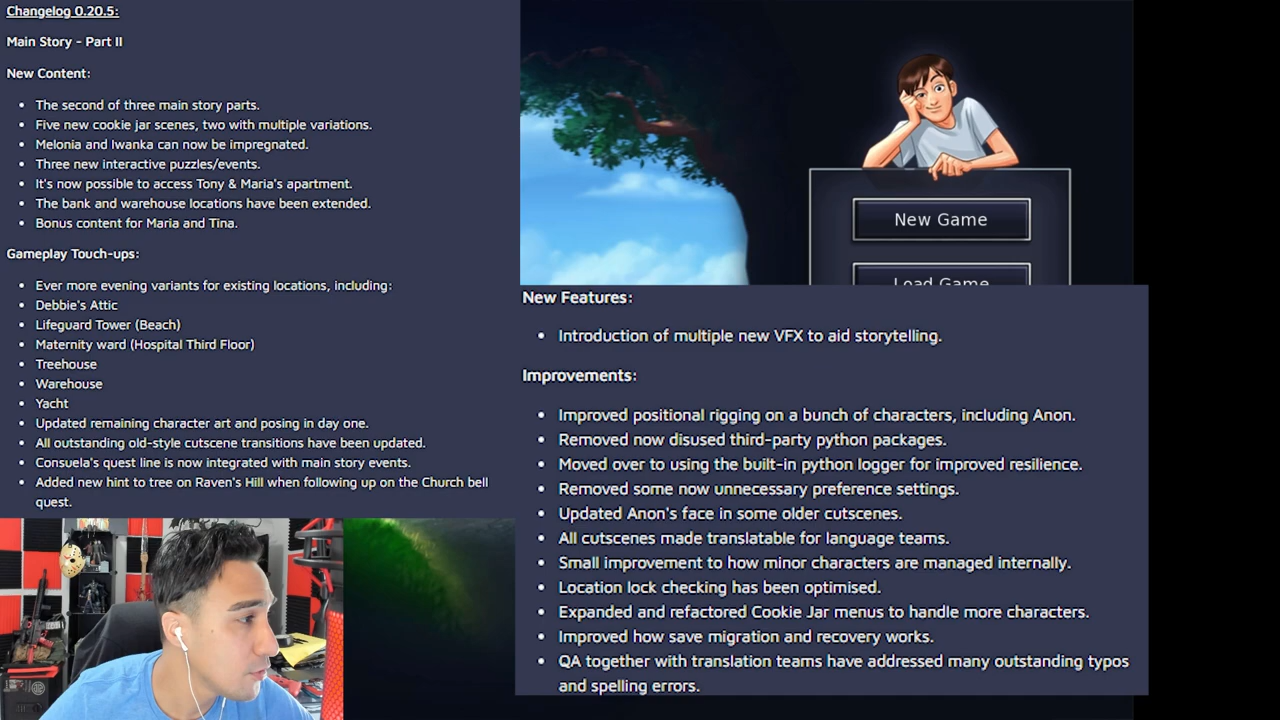 Changelog 0.20.5:
Main Story - Part II
New Content:
• The second of three main story parts.
• Five new cookie jar scenes, two with multiple variations.
• Melonia and Iwanka can now be impregnated.
• Three new interactive puzzles/events.
• It's now possible to access Tony & Maria's apartment.
• The bank and warehouse locations have been extended.
• Bonus content for Maria and Tina.
Gameplay Touch-ups:
• Ever more evening variants for existing locations, including:
• Debbie's Attic
• Lifeguard Tower (Beach)
• Maternity ward (Hospital Third Floor)
• Treehouse
• Warehouse
• Yacht
• Updated remaining character art and posing in day one.
• All outstanding old-style cutscene transitions have been updated.
• Consuela's quest line is now integrated with main story events.
• Added new hint to tree on Raven's Hill when following up on the Church bell
quest.
New Game
Load Game
New Features:
• Introduction of multiple new VFX to aid storytelling.
Improvements:
• Improved positional rigging on a bunch of characters, including Anon.
• Removed now disused third-party python packages.
• Moved over to using the built-in python logger for improved resilience.
• Removed some now unnecessary preference settings.
• Updated Anon's face in some older cutscenes.
• All cutscenes made translatable for language teams.
• Small improvement to how minor characters are managed internally.
• Location lock checking has been optimised.
• Expanded and refactored Cookie Jar menus to handle more characters.
• Improved how save migration and recovery works.
• QA together with translation teams have addressed many outstanding typos
and spelling errors.